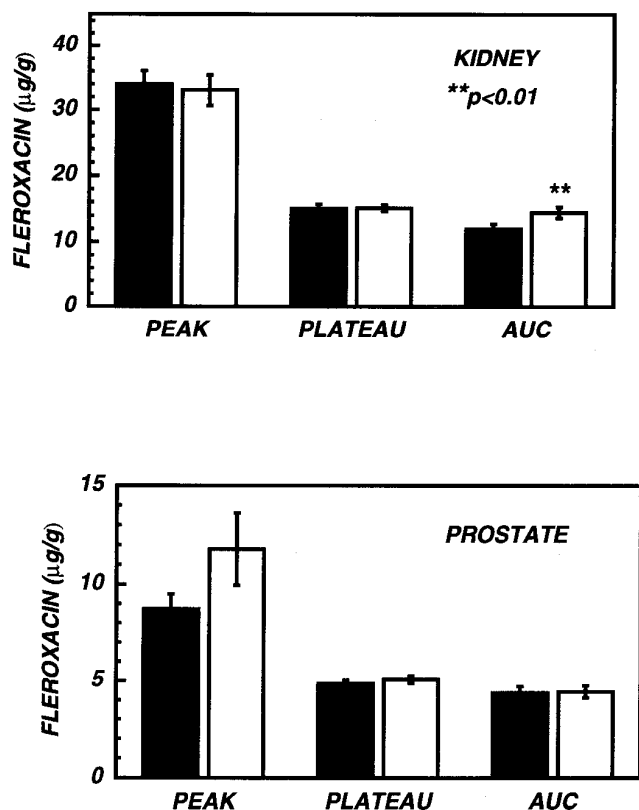 40
30
20
10
0
FLEROXACIN (µg/g)
KIDNEY
**p<0.01
**
PEAK PLATEAU AUC
15
10
5
0
FLEROXACIN (µg/g)
PROSTATE
PEAK PLATEAU AUC